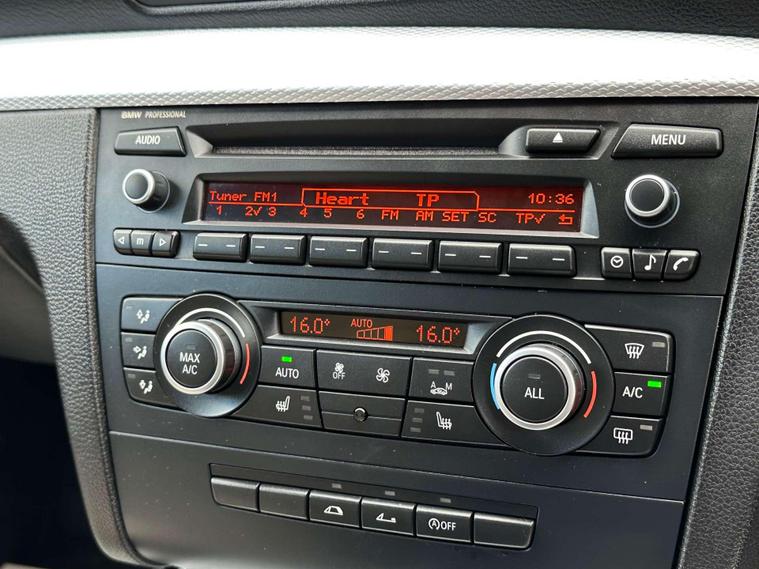 BMW PROFESSIONAL
AUDIO
MENU
Tuner FM1 Heart TP 10:36
1 2✓ 3 4 5 6 FM AM SET SC TP✓
m
16.0° AUTO 16.0°
MAX
A/C
AUTO
OFF
A M
ALL
A/C
A OFF